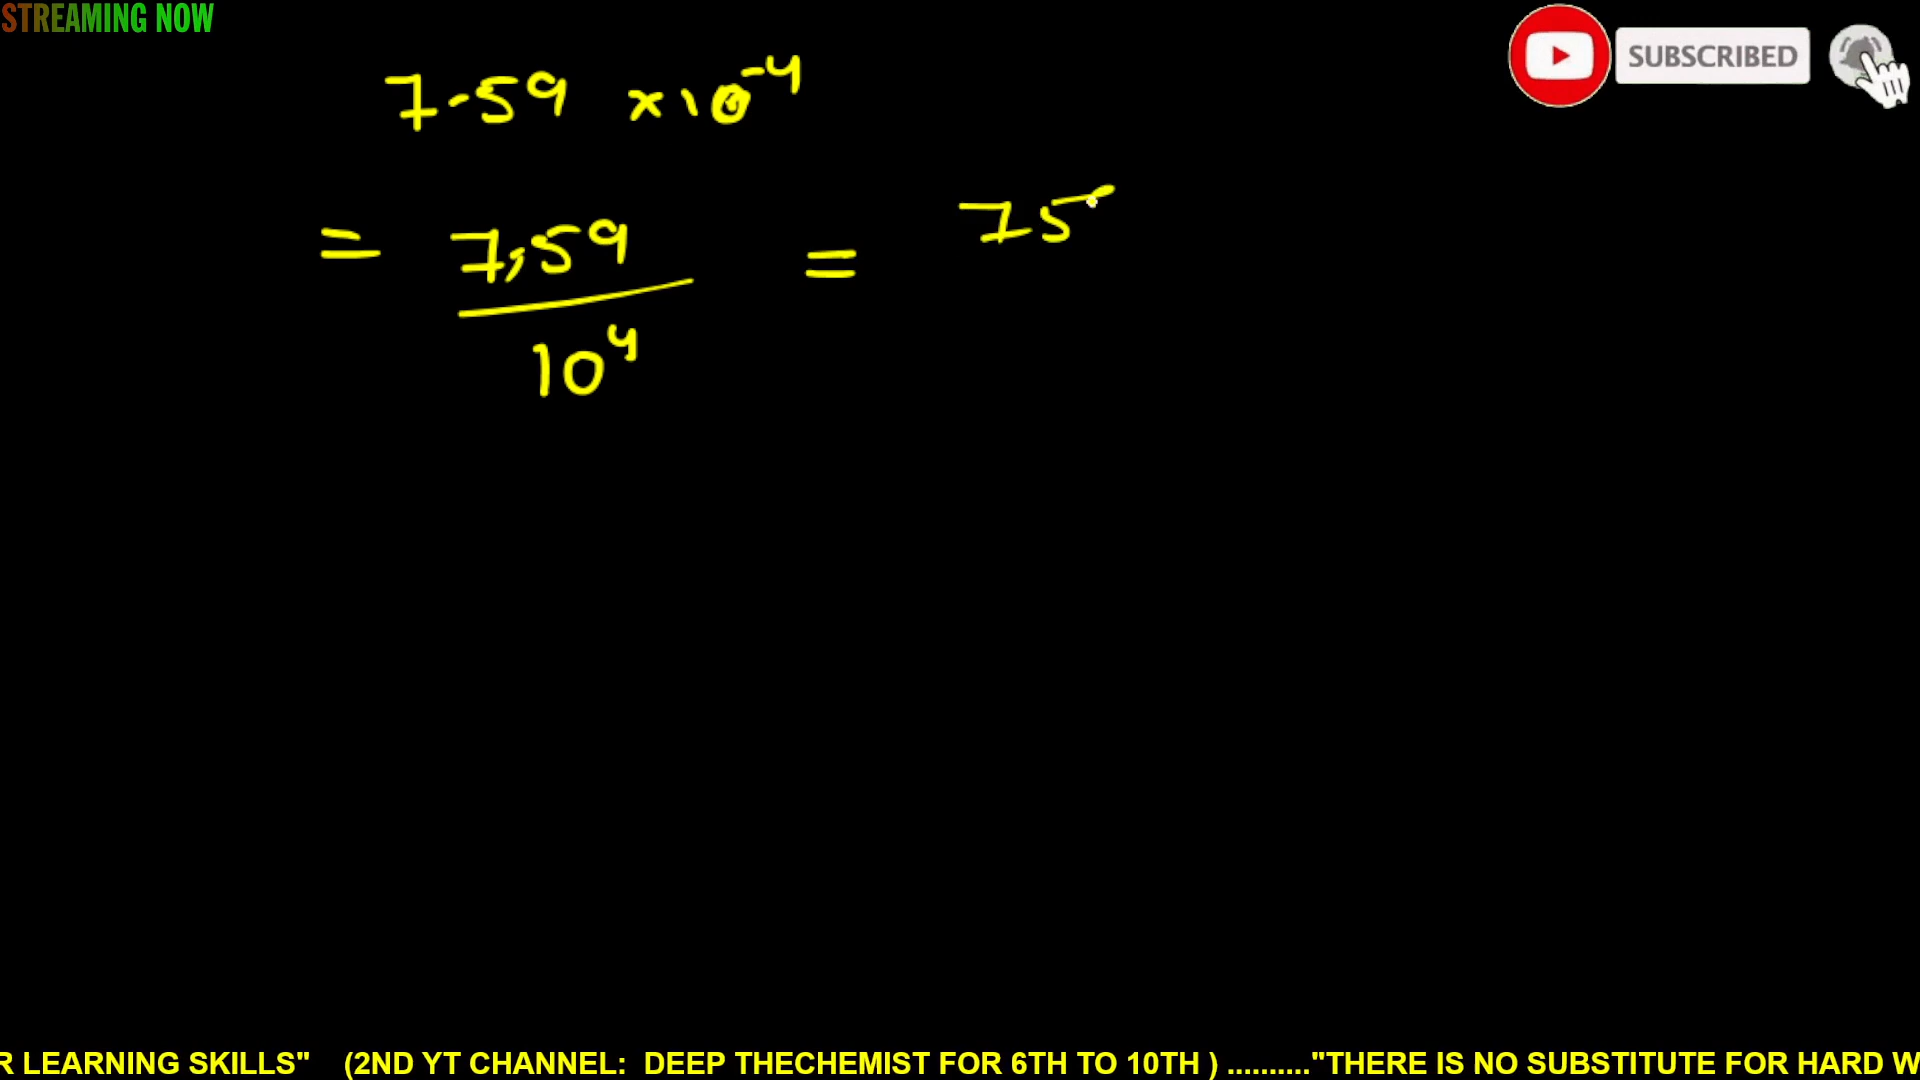 STREAMING NOW
SUBSCRIBED
7.59 ×10⁻⁴
= 7.59 / 10⁴ = 75
R LEARNING SKILLS" (2ND YT CHANNEL: DEEP THECHEMIST FOR 6TH TO 10TH ) .........."THERE IS NO SUBSTITUTE FOR HARD W